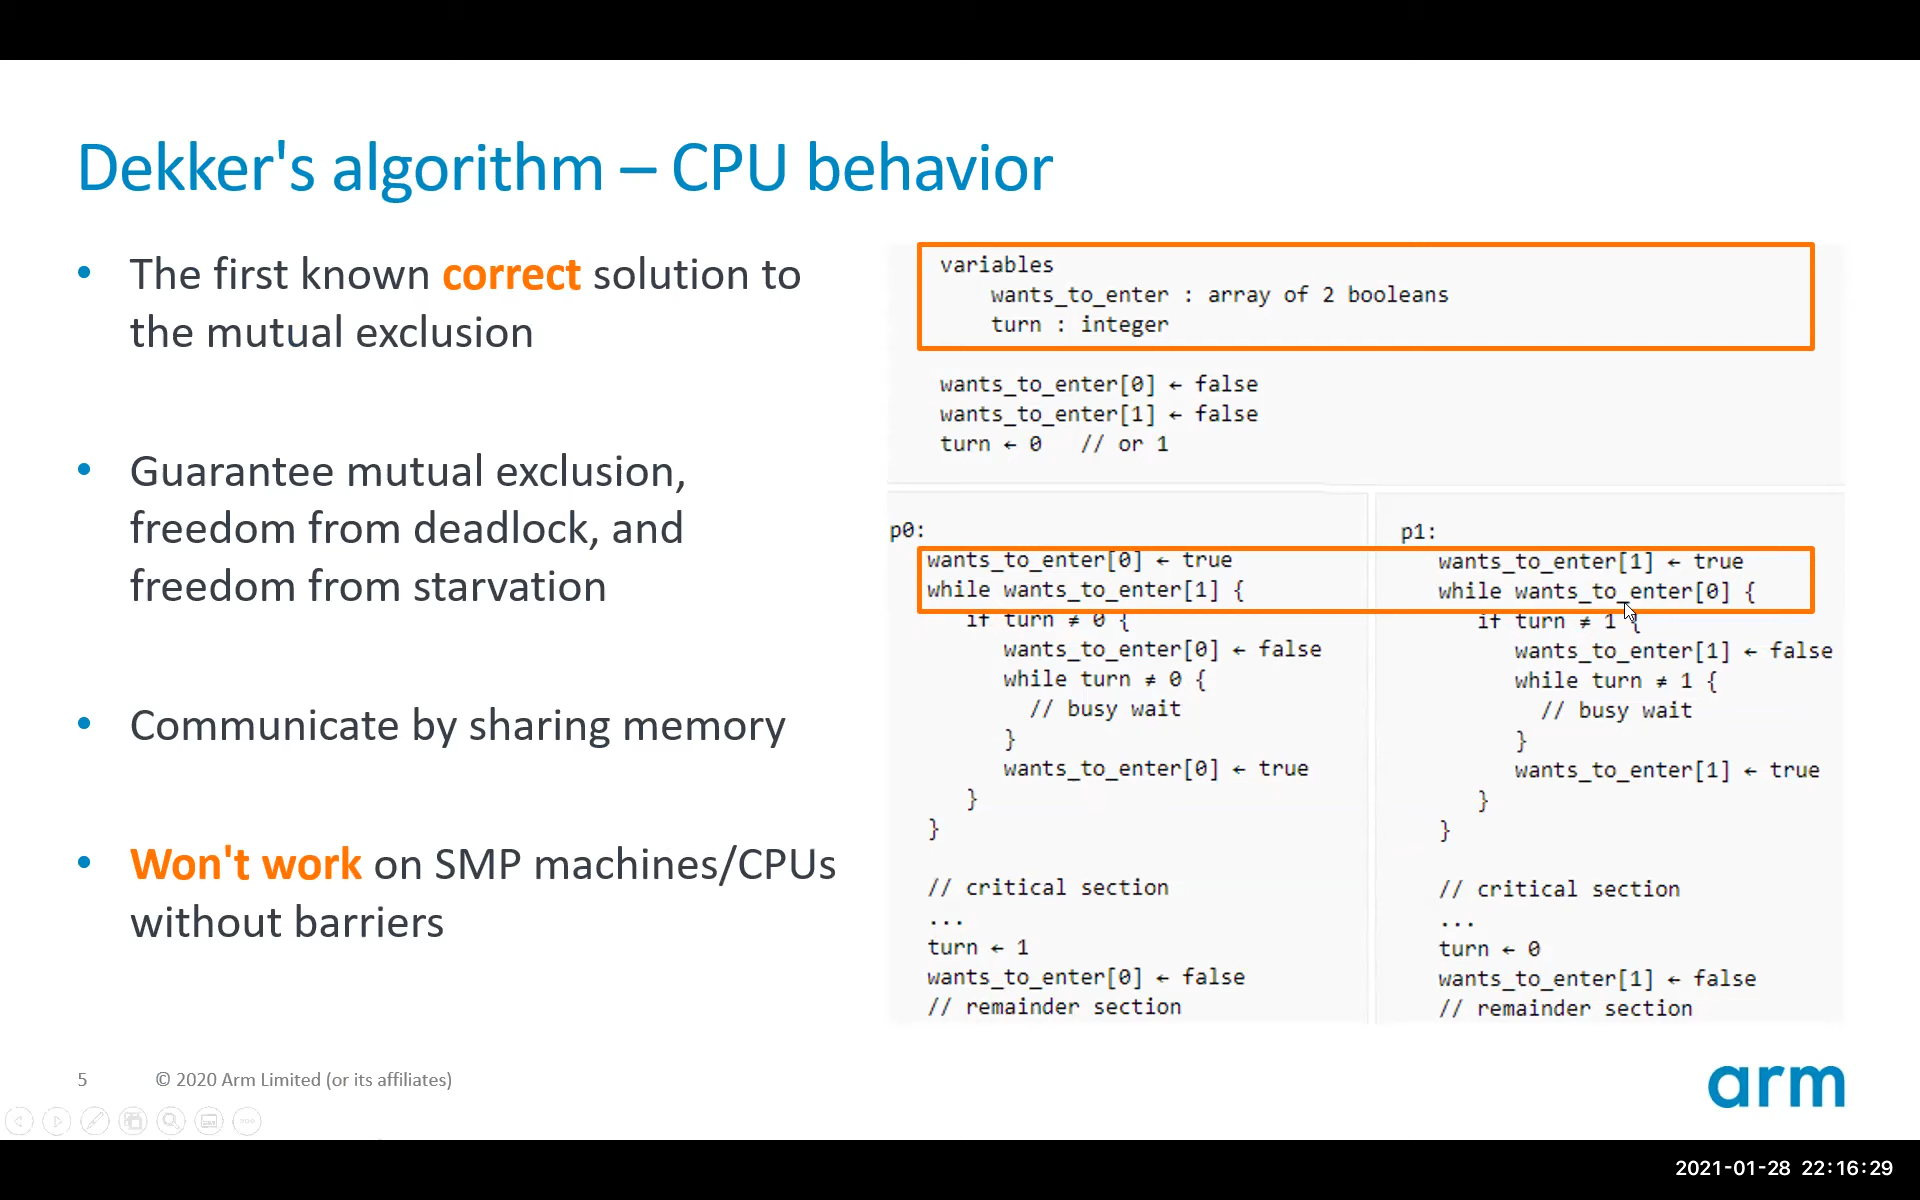 Dekker's algorithm – CPU behavior
• The first known correct solution to
the mutual exclusion
• Guarantee mutual exclusion,
freedom from deadlock, and
freedom from starvation
• Communicate by sharing memory
• Won't work on SMP machines/CPUs
without barriers
variables
wants_to_enter : array of 2 booleans
turn : integer
wants_to_enter[0] ← false
wants_to_enter[1] ← false
turn ← 0   // or 1
p0:
wants_to_enter[0] ← true
while wants_to_enter[1] {
if turn ≠ 0 {
wants_to_enter[0] ← false
while turn ≠ 0 {
// busy wait
}
wants_to_enter[0] ← true
}
}
// critical section
...
turn ← 1
wants_to_enter[0] ← false
// remainder section
p1:
wants_to_enter[1] ← true
while wants_to_enter[0] {
if turn ≠ 1 {
wants_to_enter[1] ← false
while turn ≠ 1 {
// busy wait
}
wants_to_enter[1] ← true
}
}
// critical section
...
turn ← 0
wants_to_enter[1] ← false
// remainder section
5
© 2020 Arm Limited (or its affiliates)
arm
2021-01-28 22:16:29